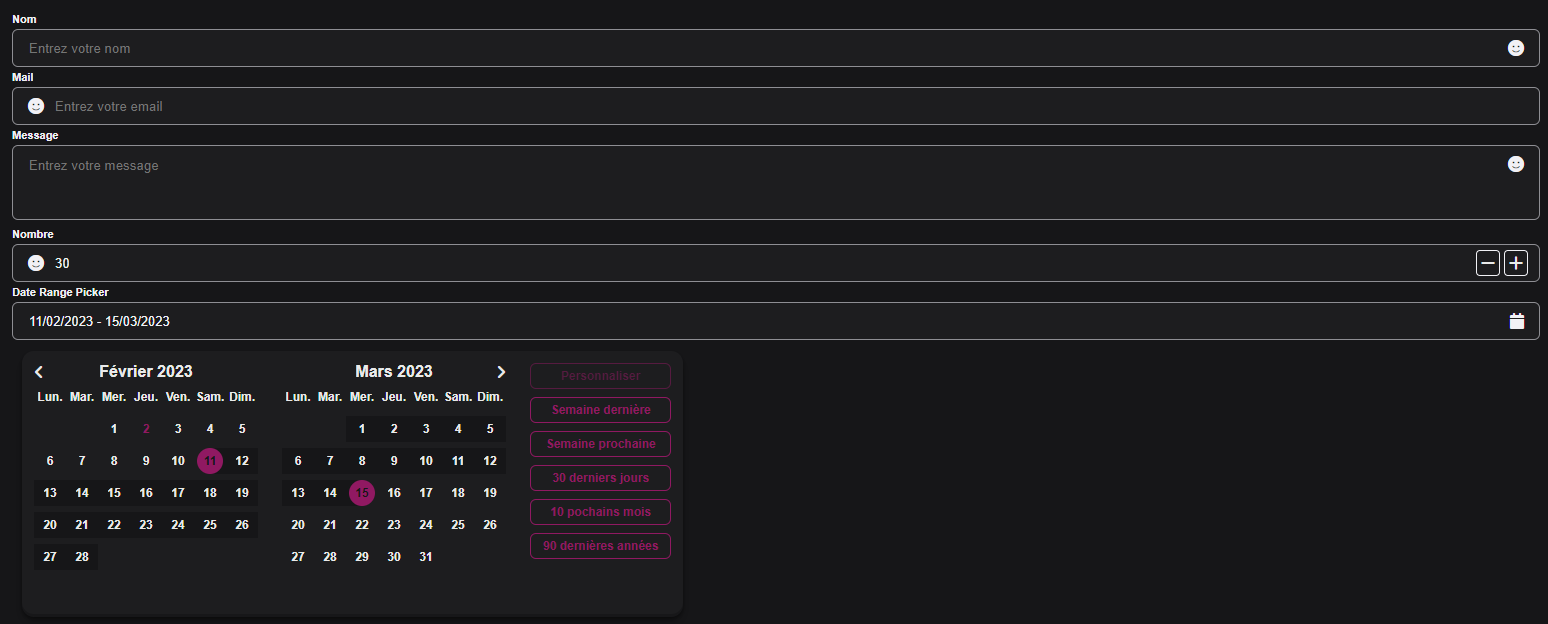 Nom
Entrez votre nom
Mail
Entrez votre email
Message
Entrez votre message
Nombre
30
Date Range Picker
11/02/2023 - 15/03/2023
Février 2023
Lun. Mar. Mer. Jeu. Ven. Sam. Dim.
1 2 3 4 5
6 7 8 9 10 11 12
13 14 15 16 17 18 19
20 21 22 23 24 25 26
27 28
Mars 2023
Lun. Mar. Mer. Jeu. Ven. Sam. Dim.
1 2 3 4 5
6 7 8 9 10 11 12
13 14 15 16 17 18 19
20 21 22 23 24 25 26
27 28 29 30 31
Personnaliser
Semaine dernière
Semaine prochaine
30 derniers jours
10 pochains mois
90 dernières années